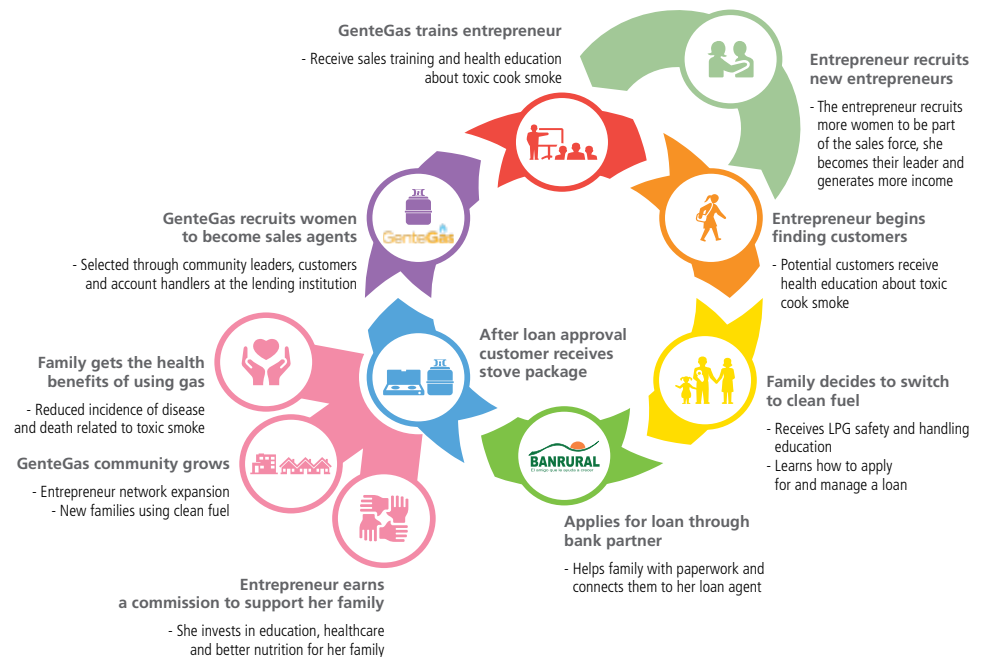 GenteGas trains entrepreneur
- Receive sales training and health education
about toxic cook smoke
Entrepreneur recruits
new entrepreneurs
- The entrepreneur recruits
more women to be part
of the sales force, she
becomes their leader and
generates more income
GenteGas recruits women
to become sales agents
- Selected through community leaders, customers
and account handlers at the lending institution
GenteGas
Entrepreneur begins
finding customers
- Potential customers receive
health education about toxic
cook smoke
After loan approval
customer receives
stove package
Family gets the health
benefits of using gas
- Reduced incidence of disease
and death related to toxic smoke
Family decides to switch
to clean fuel
- Receives LPG safety and handling
education
- Learns how to apply
for and manage a loan
GenteGas community grows
- Entrepreneur network expansion
- New families using clean fuel
BANRURAL
El amigo que le ayuda a crecer
Applies for loan through
bank partner
- Helps family with paperwork and
connects them to her loan agent
Entrepreneur earns
a commission to support her family
- She invests in education, healthcare
and better nutrition for her family